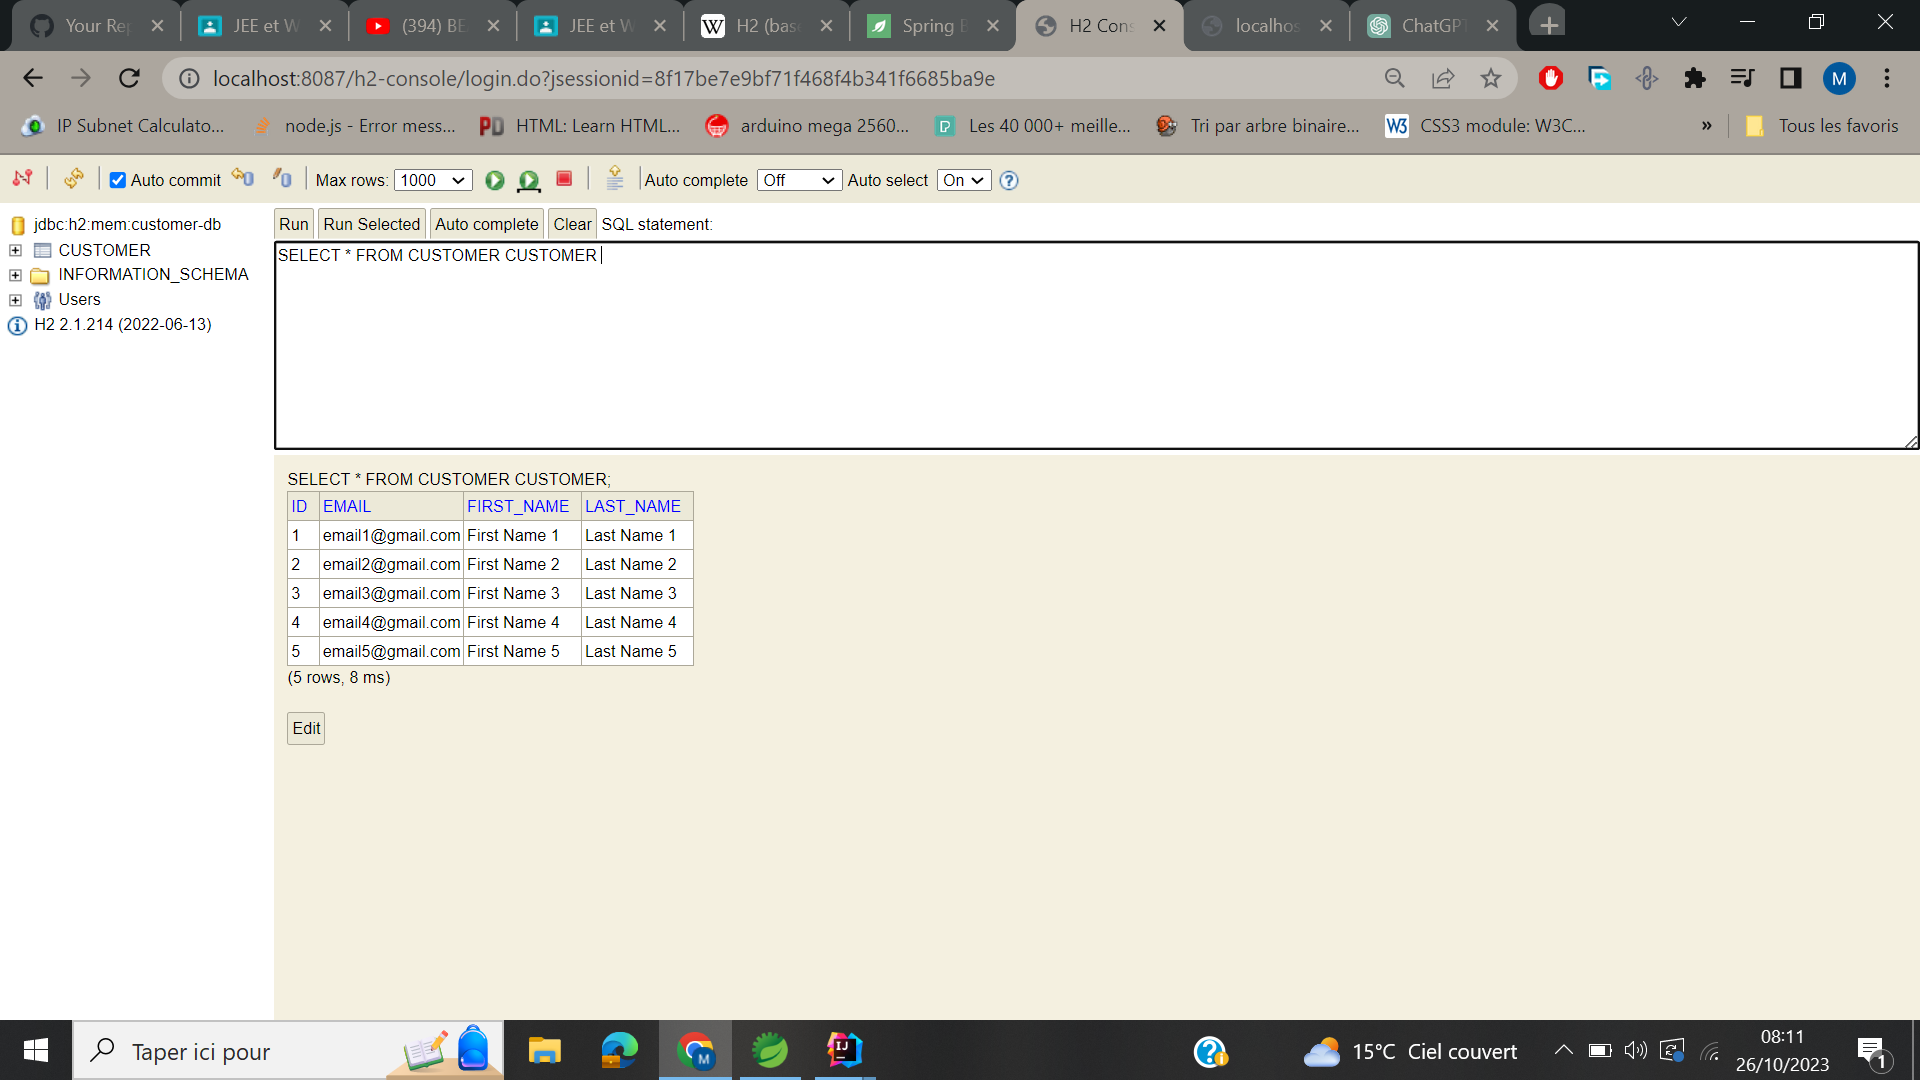 Your Rep
JEE et W
(394) BE
JEE et W
H2 (bas
Spring B
H2 Cons
localhos
ChatGPT
localhost:8087/h2-console/login.do?jsessionid=8f17be7e9bf71f468f4b341f6685ba9e
M
IP Subnet Calculato...
node.js - Error mess...
HTML: Learn HTML...
arduino mega 2560...
Les 40 000+ meille...
Tri par arbre binaire...
CSS3 module: W3C...
»
Tous les favoris
Auto commit
Max rows: 1000
Auto complete Off
Auto select On
jdbc:h2:mem:customer-db
CUSTOMER
INFORMATION_SCHEMA
Users
H2 2.1.214 (2022-06-13)
Run
Run Selected
Auto complete
Clear
SQL statement:
SELECT * FROM CUSTOMER CUSTOMER
SELECT * FROM CUSTOMER CUSTOMER;
ID EMAIL FIRST_NAME LAST_NAME
1 email1@gmail.com First Name 1 Last Name 1
2 email2@gmail.com First Name 2 Last Name 2
3 email3@gmail.com First Name 3 Last Name 3
4 email4@gmail.com First Name 4 Last Name 4
5 email5@gmail.com First Name 5 Last Name 5
(5 rows, 8 ms)
Edit
Taper ici pour
15°C Ciel couvert
08:11
26/10/2023
1